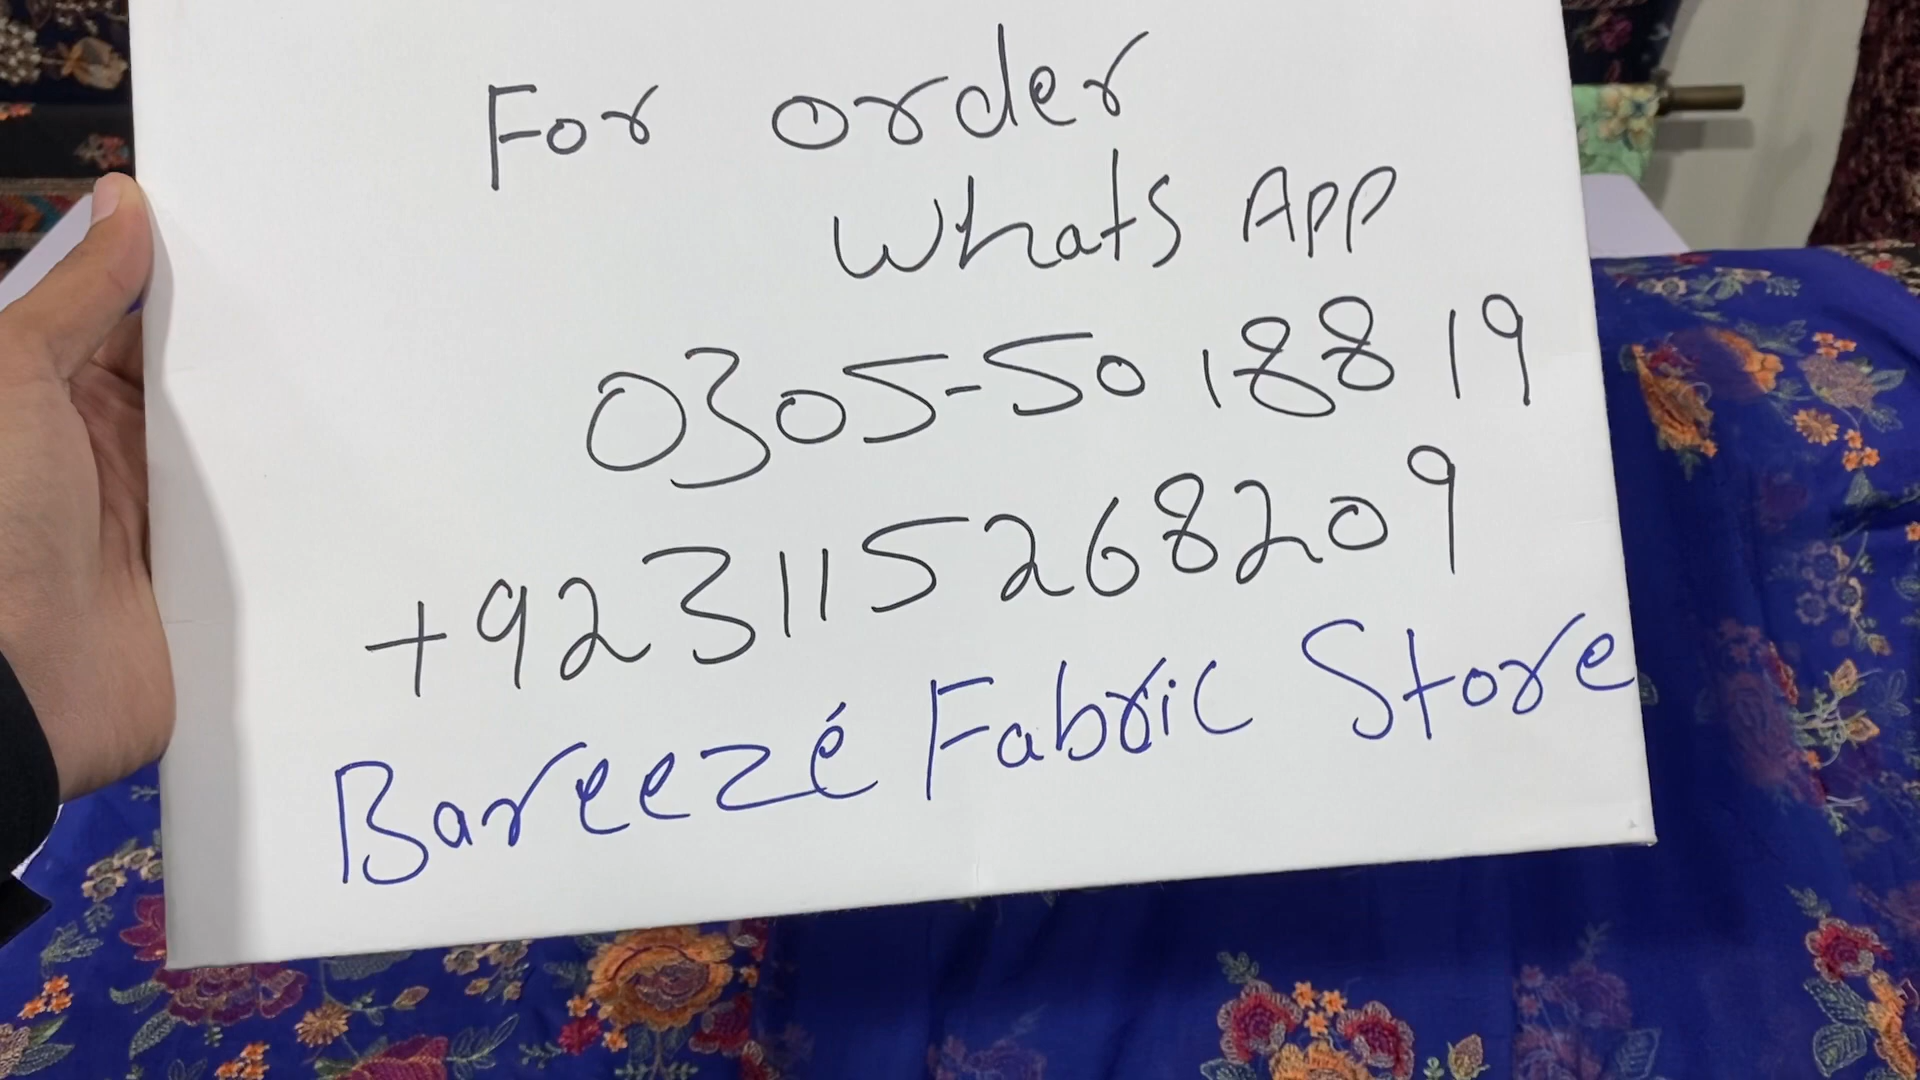 For order
WhatS APP
0305-5018819
+923115268209
Bareezé Fabric Store